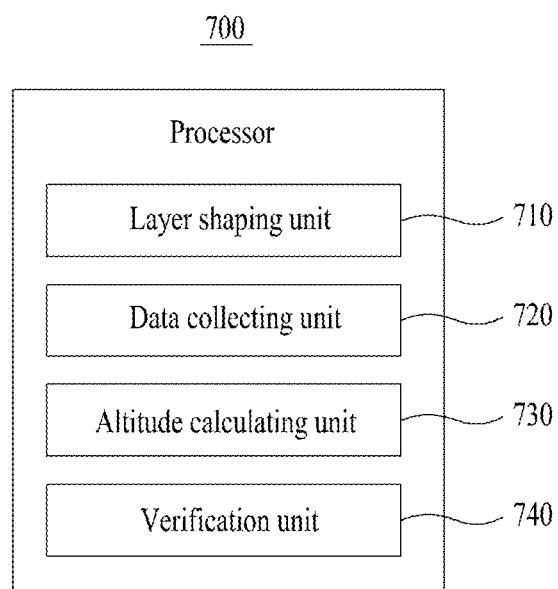 700
Processor
Layer shaping unit 710
Data collecting unit 720
Altitude calculating unit 730
Verification unit 740